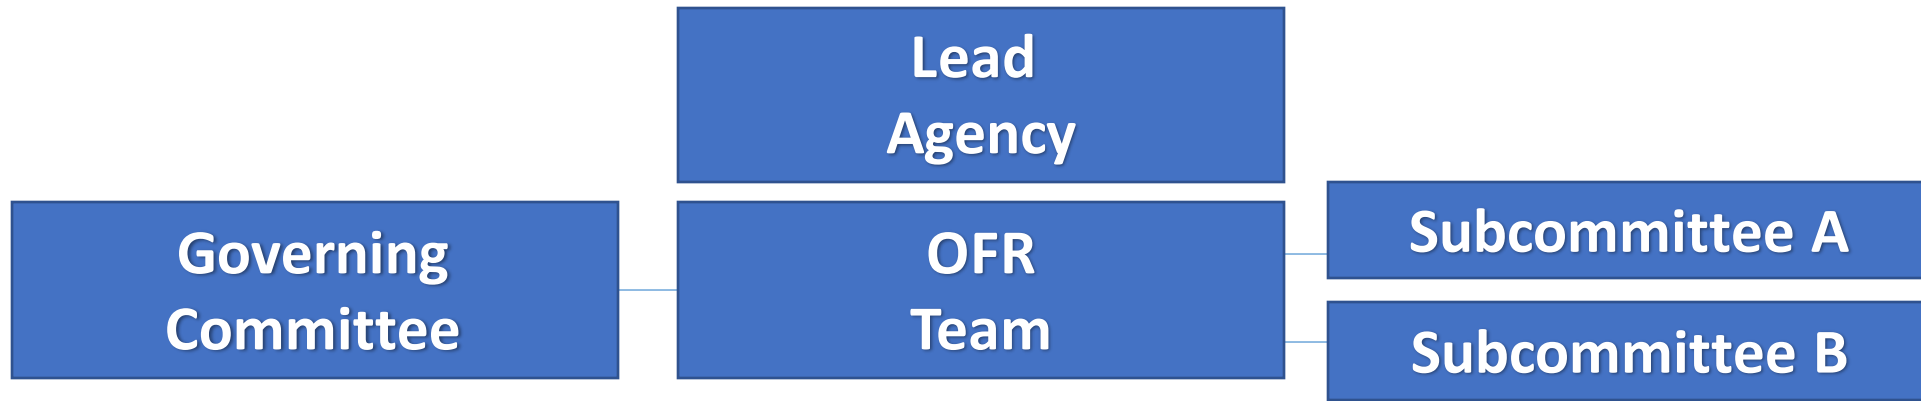 Lead
Agency
Governing
Committee
OFR
Team
Subcommittee A
Subcommittee B